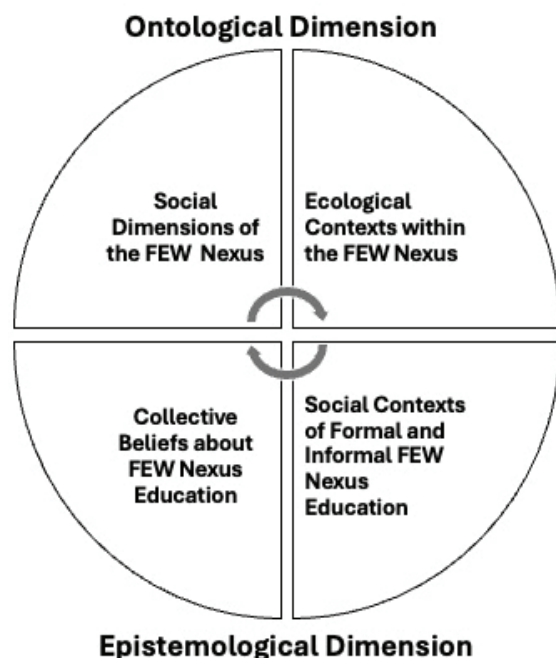 Ontological Dimension
Social
Dimensions of
the FEW Nexus
Ecological
Contexts within
the FEW Nexus
Collective
Beliefs about
FEW Nexus
Education
Social Contexts
of Formal and
Informal FEW
Nexus
Education
Epistemological Dimension